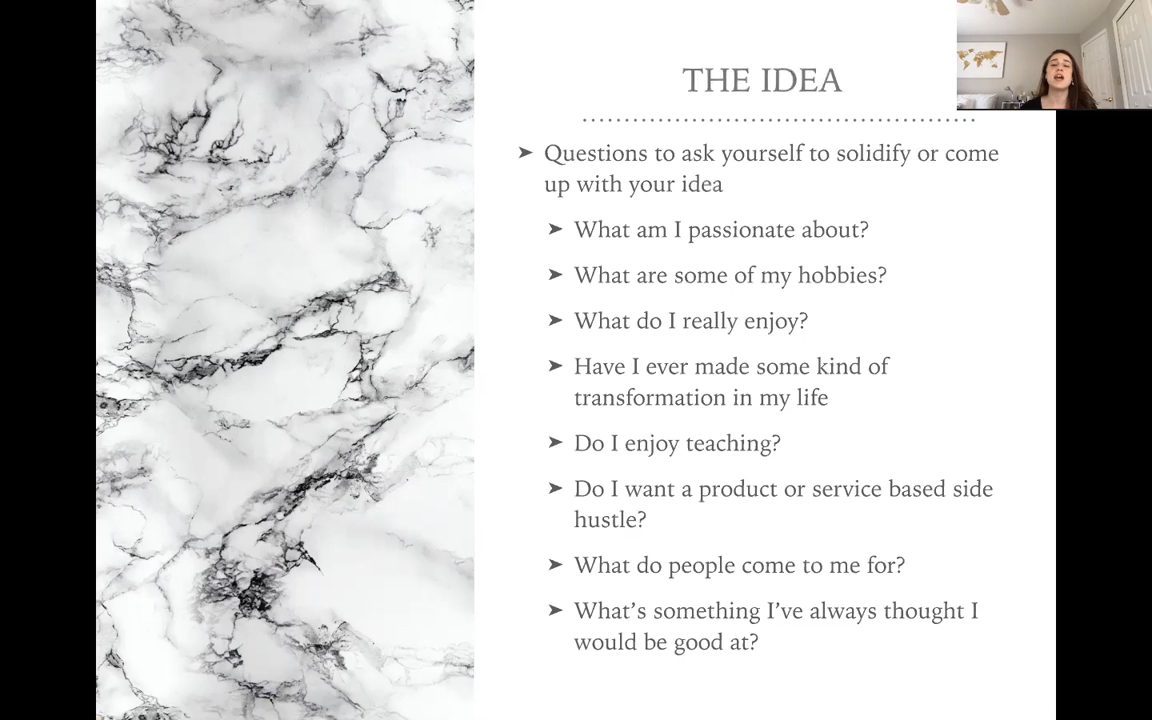 THE IDEA
➤ Questions to ask yourself to solidify or come
up with your idea
➤ What am I passionate about?
➤ What are some of my hobbies?
➤ What do I really enjoy?
➤ Have I ever made some kind of
transformation in my life
➤ Do I enjoy teaching?
➤ Do I want a product or service based side
hustle?
➤ What do people come to me for?
➤ What’s something I’ve always thought I
would be good at?